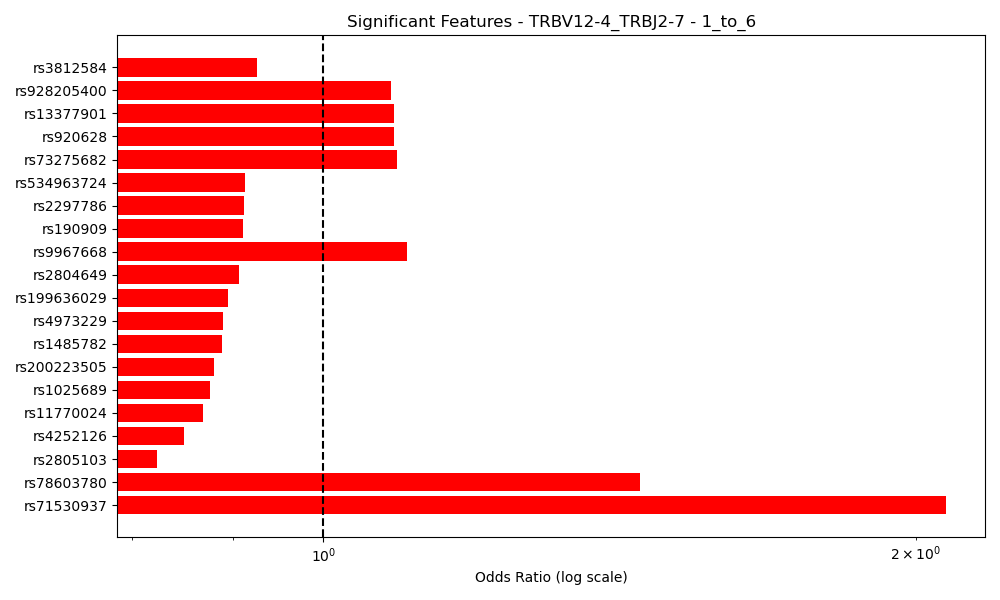 Significant Features - TRBV12-4_TRBJ2-7 - 1_to_6
rs3812584
rs928205400
rs13377901
rs920628
rs73275682
rs534963724
rs2297786
rs190909
rs9967668
rs2804649
rs199636029
rs4973229
rs1485782
rs200223505
rs1025689
rs11770024
rs4252126
rs2805103
rs78603780
rs71530937
10⁰
2 × 10⁰
Odds Ratio (log scale)